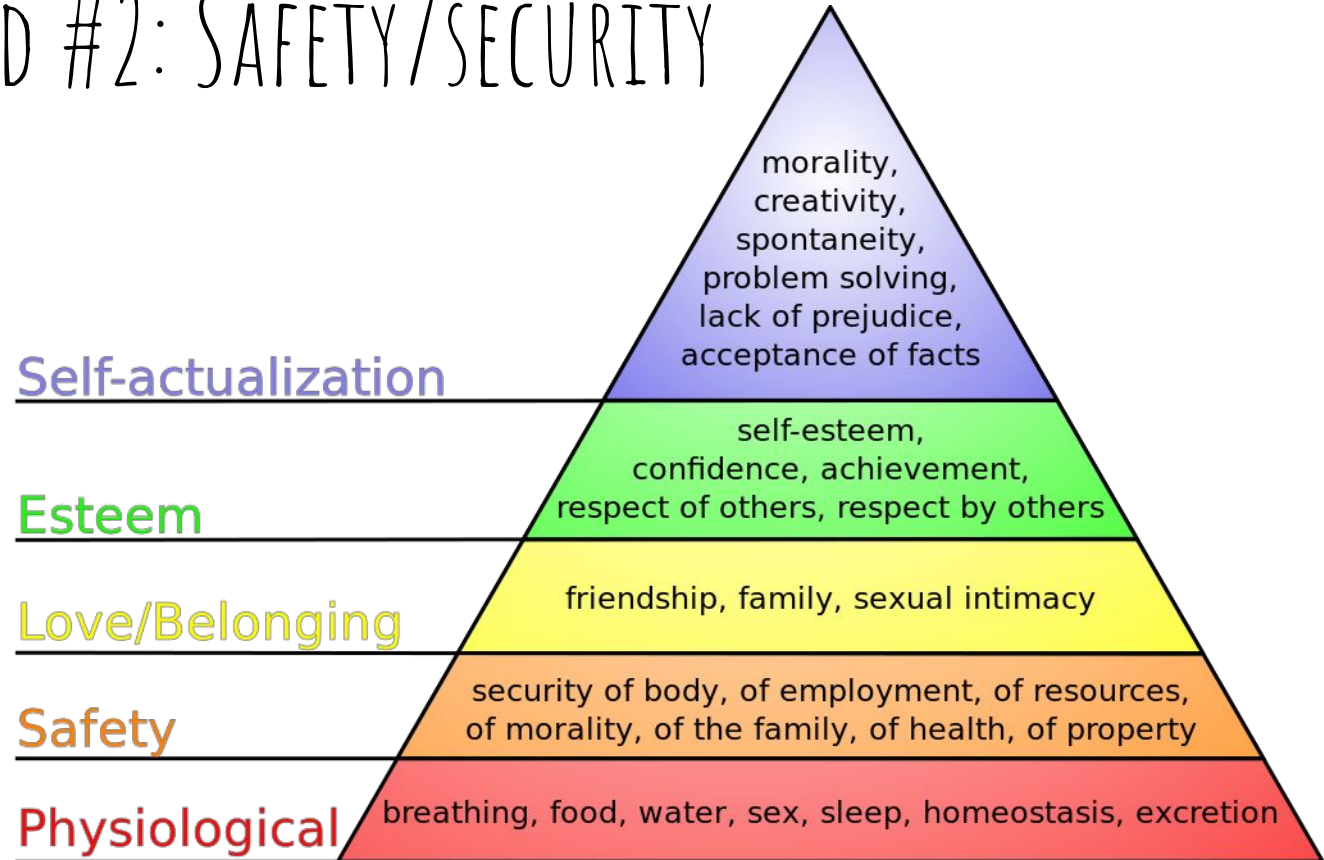 D #2: SAFETY/SECURITY
morality,
creativity,
spontaneity,
problem solving,
lack of prejudice,
acceptance of facts
Self-actualization
self-esteem,
confidence, achievement,
respect of others, respect by others
Esteem
friendship, family, sexual intimacy
Love/Belonging
security of body, of employment, of resources,
of morality, of the family, of health, of property
Safety
breathing, food, water, sex, sleep, homeostasis, excretion
Physiological